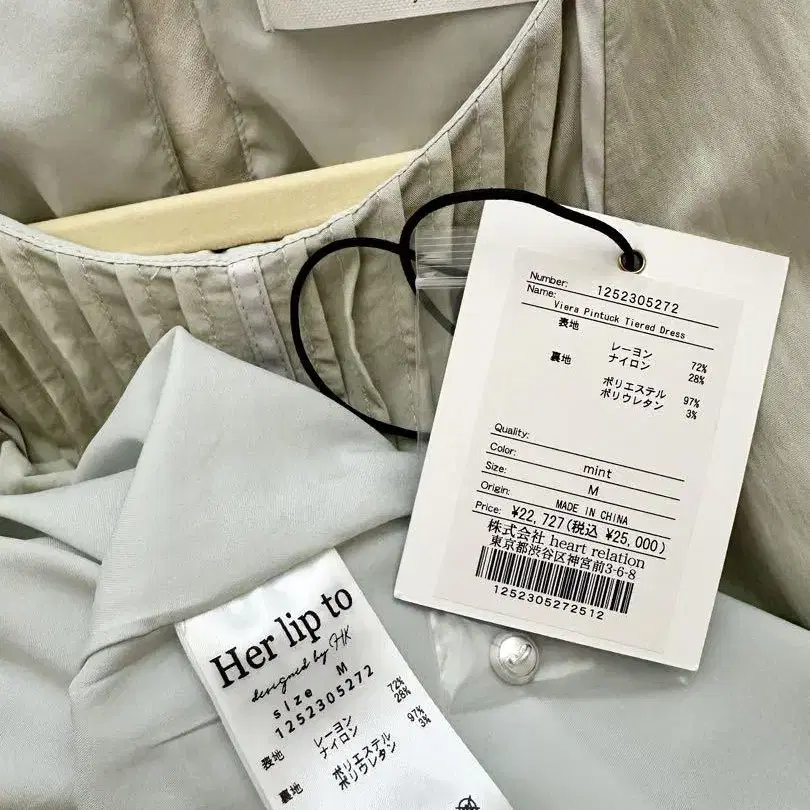 Number: 1252305272
Name: Viera Pintuck Tiered Dress
表地 レーヨン 72%
ナイロン 28%
裏地 ポリエステル 97%
ポリウレタン 3%
Quality:
Color: mint
Size: M
Origin: MADE IN CHINA
Price: ¥22,727(税込 ¥25,000)
株式会社 heart relation
東京都渋谷区神宮前3-6-8
1252305272512
Her lip to
designed by HK
size M
1252305272
表地 レーヨン 72%
ナイロン 28%
裏地 ポリエステル 97%
ポリウレタン 3%